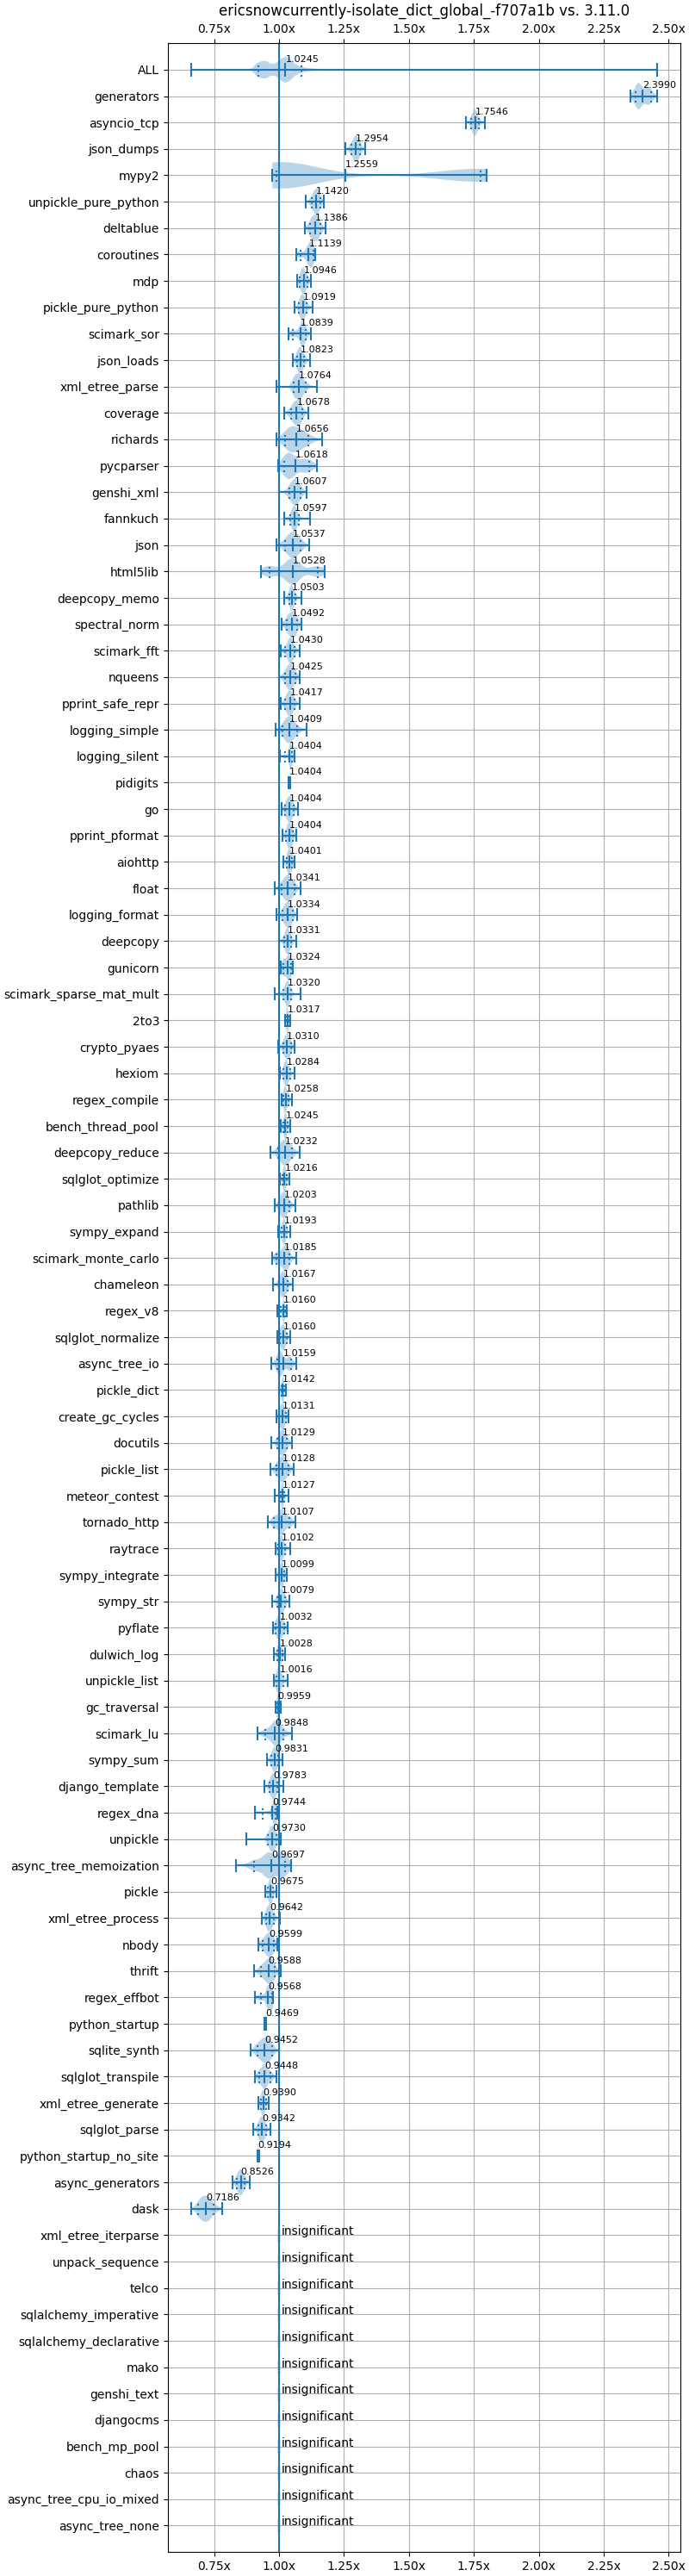 ericsnowcurrently-isolate_dict_global_-f707a1b vs. 3.11.0
0.75x 1.00x 1.25x 1.50x 1.75x 2.00x 2.25x 2.50x
ALL 1.0245
generators 2.3990
asyncio_tcp 1.7546
json_dumps 1.2954
mypy2 1.2559
unpickle_pure_python 1.1420
deltablue 1.1386
coroutines 1.1139
mdp 1.0946
pickle_pure_python 1.0919
scimark_sor 1.0839
json_loads 1.0823
xml_etree_parse 1.0764
coverage 1.0678
richards 1.0656
pycparser 1.0618
genshi_xml 1.0607
fannkuch 1.0597
json 1.0537
html5lib 1.0528
deepcopy_memo 1.0503
spectral_norm 1.0492
scimark_fft 1.0430
nqueens 1.0425
pprint_safe_repr 1.0417
logging_simple 1.0409
logging_silent 1.0404
pidigits 1.0404
go 1.0404
pprint_pformat 1.0404
aiohttp 1.0401
float 1.0341
logging_format 1.0334
deepcopy 1.0331
gunicorn 1.0324
scimark_sparse_mat_mult 1.0320
2to3 1.0317
crypto_pyaes 1.0310
hexiom 1.0284
regex_compile 1.0258
bench_thread_pool 1.0245
deepcopy_reduce 1.0232
sqlglot_optimize 1.0216
pathlib 1.0203
sympy_expand 1.0193
scimark_monte_carlo 1.0185
chameleon 1.0167
regex_v8 1.0160
sqlglot_normalize 1.0160
async_tree_io 1.0159
pickle_dict 1.0142
create_gc_cycles 1.0131
docutils 1.0129
pickle_list 1.0128
meteor_contest 1.0127
tornado_http 1.0107
raytrace 1.0102
sympy_integrate 1.0099
sympy_str 1.0079
pyflate 1.0032
dulwich_log 1.0028
unpickle_list 1.0016
gc_traversal 0.9959
scimark_lu 0.9848
sympy_sum 0.9831
django_template 0.9783
regex_dna 0.9744
unpickle 0.9730
async_tree_memoization 0.9697
pickle 0.9675
xml_etree_process 0.9642
nbody 0.9599
thrift 0.9588
regex_effbot 0.9568
python_startup 0.9469
sqlite_synth 0.9452
sqlglot_transpile 0.9448
xml_etree_generate 0.9390
sqlglot_parse 0.9342
python_startup_no_site 0.9194
async_generators 0.8526
dask 0.7186
xml_etree_iterparse insignificant
unpack_sequence insignificant
telco insignificant
sqlalchemy_imperative insignificant
sqlalchemy_declarative insignificant
mako insignificant
genshi_text insignificant
djangocms insignificant
bench_mp_pool insignificant
chaos insignificant
async_tree_cpu_io_mixed insignificant
async_tree_none insignificant
0.75x 1.00x 1.25x 1.50x 1.75x 2.00x 2.25x 2.50x